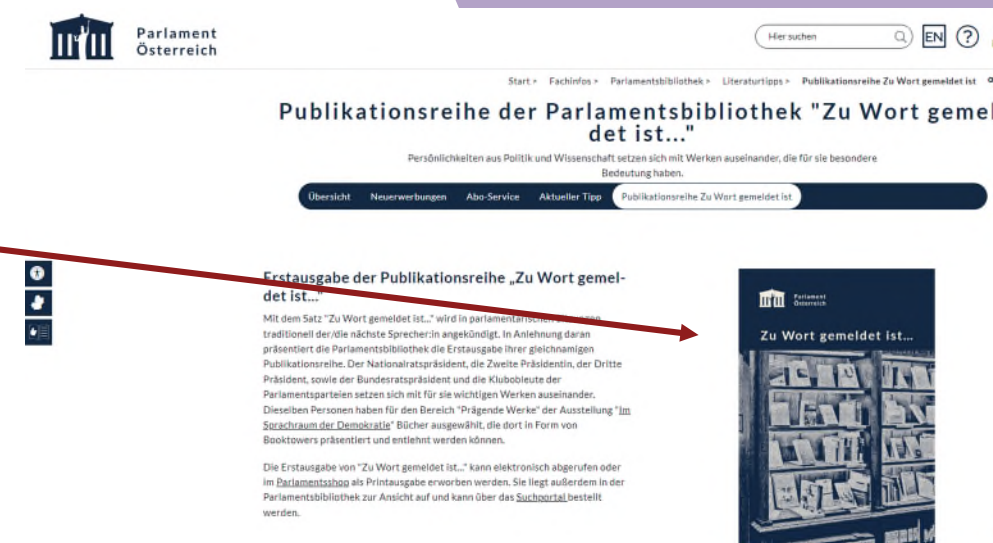 Parlament
Österreich
Hier suchen
EN
?
Start > Fachinfos > Parlamentsbibliothek > Literaturtipps > Publikationsreihe Zu Wort gemeldet ist
Publikationsreihe der Parlamentsbibliothek "Zu Wort gemel
det ist..."
Persönlichkeiten aus Politik und Wissenschaft setzen sich mit Werken auseinander, die für sie besondere
Bedeutung haben.
Übersicht Neuerwerbungen Abo-Service Aktueller Tipp Publikationsreihe Zu Wort gemeldet ist
Erstausgabe der Publikationsreihe „Zu Wort gemel-
det ist..."
Mit dem Satz "Zu Wort gemeldet ist..." wird in parlamentarischen
traditionell der/die nächste Sprecher:in angekündigt. In Anlehnung daran
präsentiert die Parlamentsbibliothek die Erstausgabe ihrer gleichnamigen
Publikationsreihe. Der Nationalratspräsident, die Zweite Präsidentin, der Dritte
Präsident, sowie der Bundesratspräsident und die Klubobleute der
Parlamentsparteien setzen sich mit für sie wichtigen Werken auseinander.
Dieselben Personen haben für den Bereich "Prägende Werke" der Ausstellung "Im
Sprachraum der Demokratie" Bücher ausgewählt, die dort in Form von
Booktowers präsentiert und entlehnt werden können.
Die Erstausgabe von "Zu Wort gemeldet ist..." kann elektronisch abgerufen oder
im Parlamentsshop als Printausgabe erworben werden. Sie liegt außerdem in der
Parlamentsbibliothek zur Ansicht auf und kann über das Suchportal bestellt
werden.
Parlament
Österreich
Zu Wort gemeldet ist...